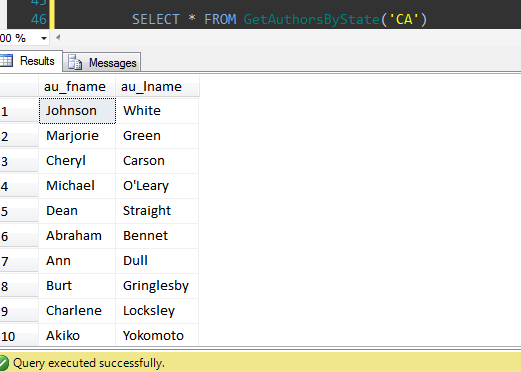 46 SELECT * FROM GetAuthorsByState('CA')
00 %
Results Messages
au_fname au_lname
1 Johnson White
2 Marjorie Green
3 Cheryl Carson
4 Michael O'Leary
5 Dean Straight
6 Abraham Bennet
7 Ann Dull
8 Burt Gringlesby
9 Charlene Locksley
10 Akiko Yokomoto
Query executed successfully.